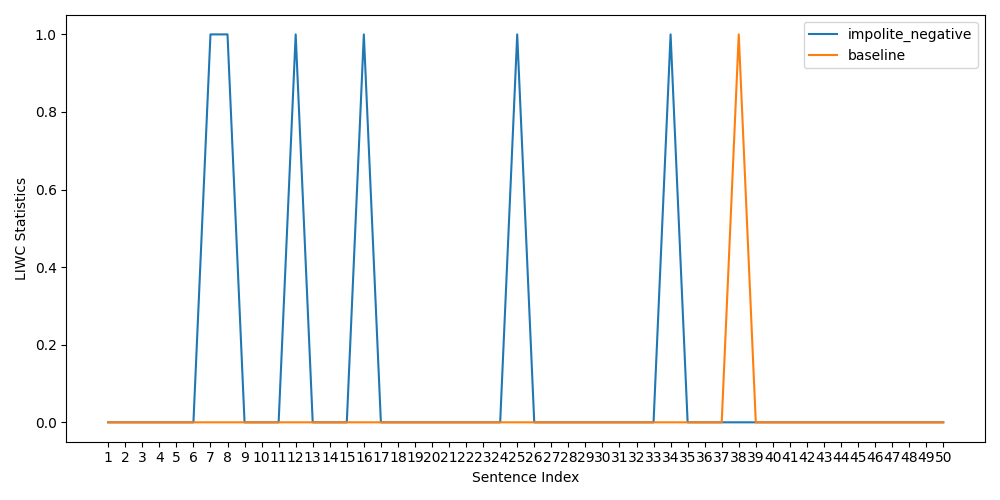 impolite_negative
baseline
LIWC Statistics
1.0
0.8
0.6
0.4
0.2
0.0
1 2 3 4 5 6 7 8 9 10 11 12 13 14 15 16 17 18 19 20 21 22 23 24 25 26 27 28 29 30 31 32 33 34 35 36 37 38 39 40 41 42 43 44 45 46 47 48 49 50
Sentence Index